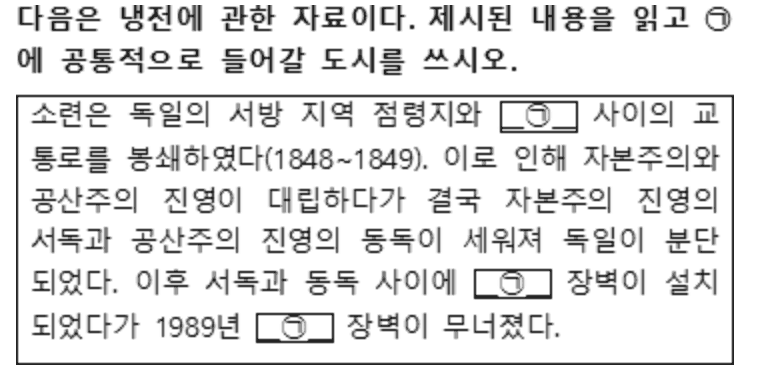 다음은 냉전에 관한 자료이다. 제시된 내용을 읽고 ㉠
에 공통적으로 들어갈 도시를 쓰시오.
소련은 독일의 서방 지역 점령지와 ㉠ 사이의 교
통로를 봉쇄하였다(1848~1849). 이로 인해 자본주의와
공산주의 진영이 대립하다가 결국 자본주의 진영의
서독과 공산주의 진영의 동독이 세워져 독일이 분단
되었다. 이후 서독과 동독 사이에 ㉠ 장벽이 설치
되었다가 1989년 ㉠ 장벽이 무너졌다.